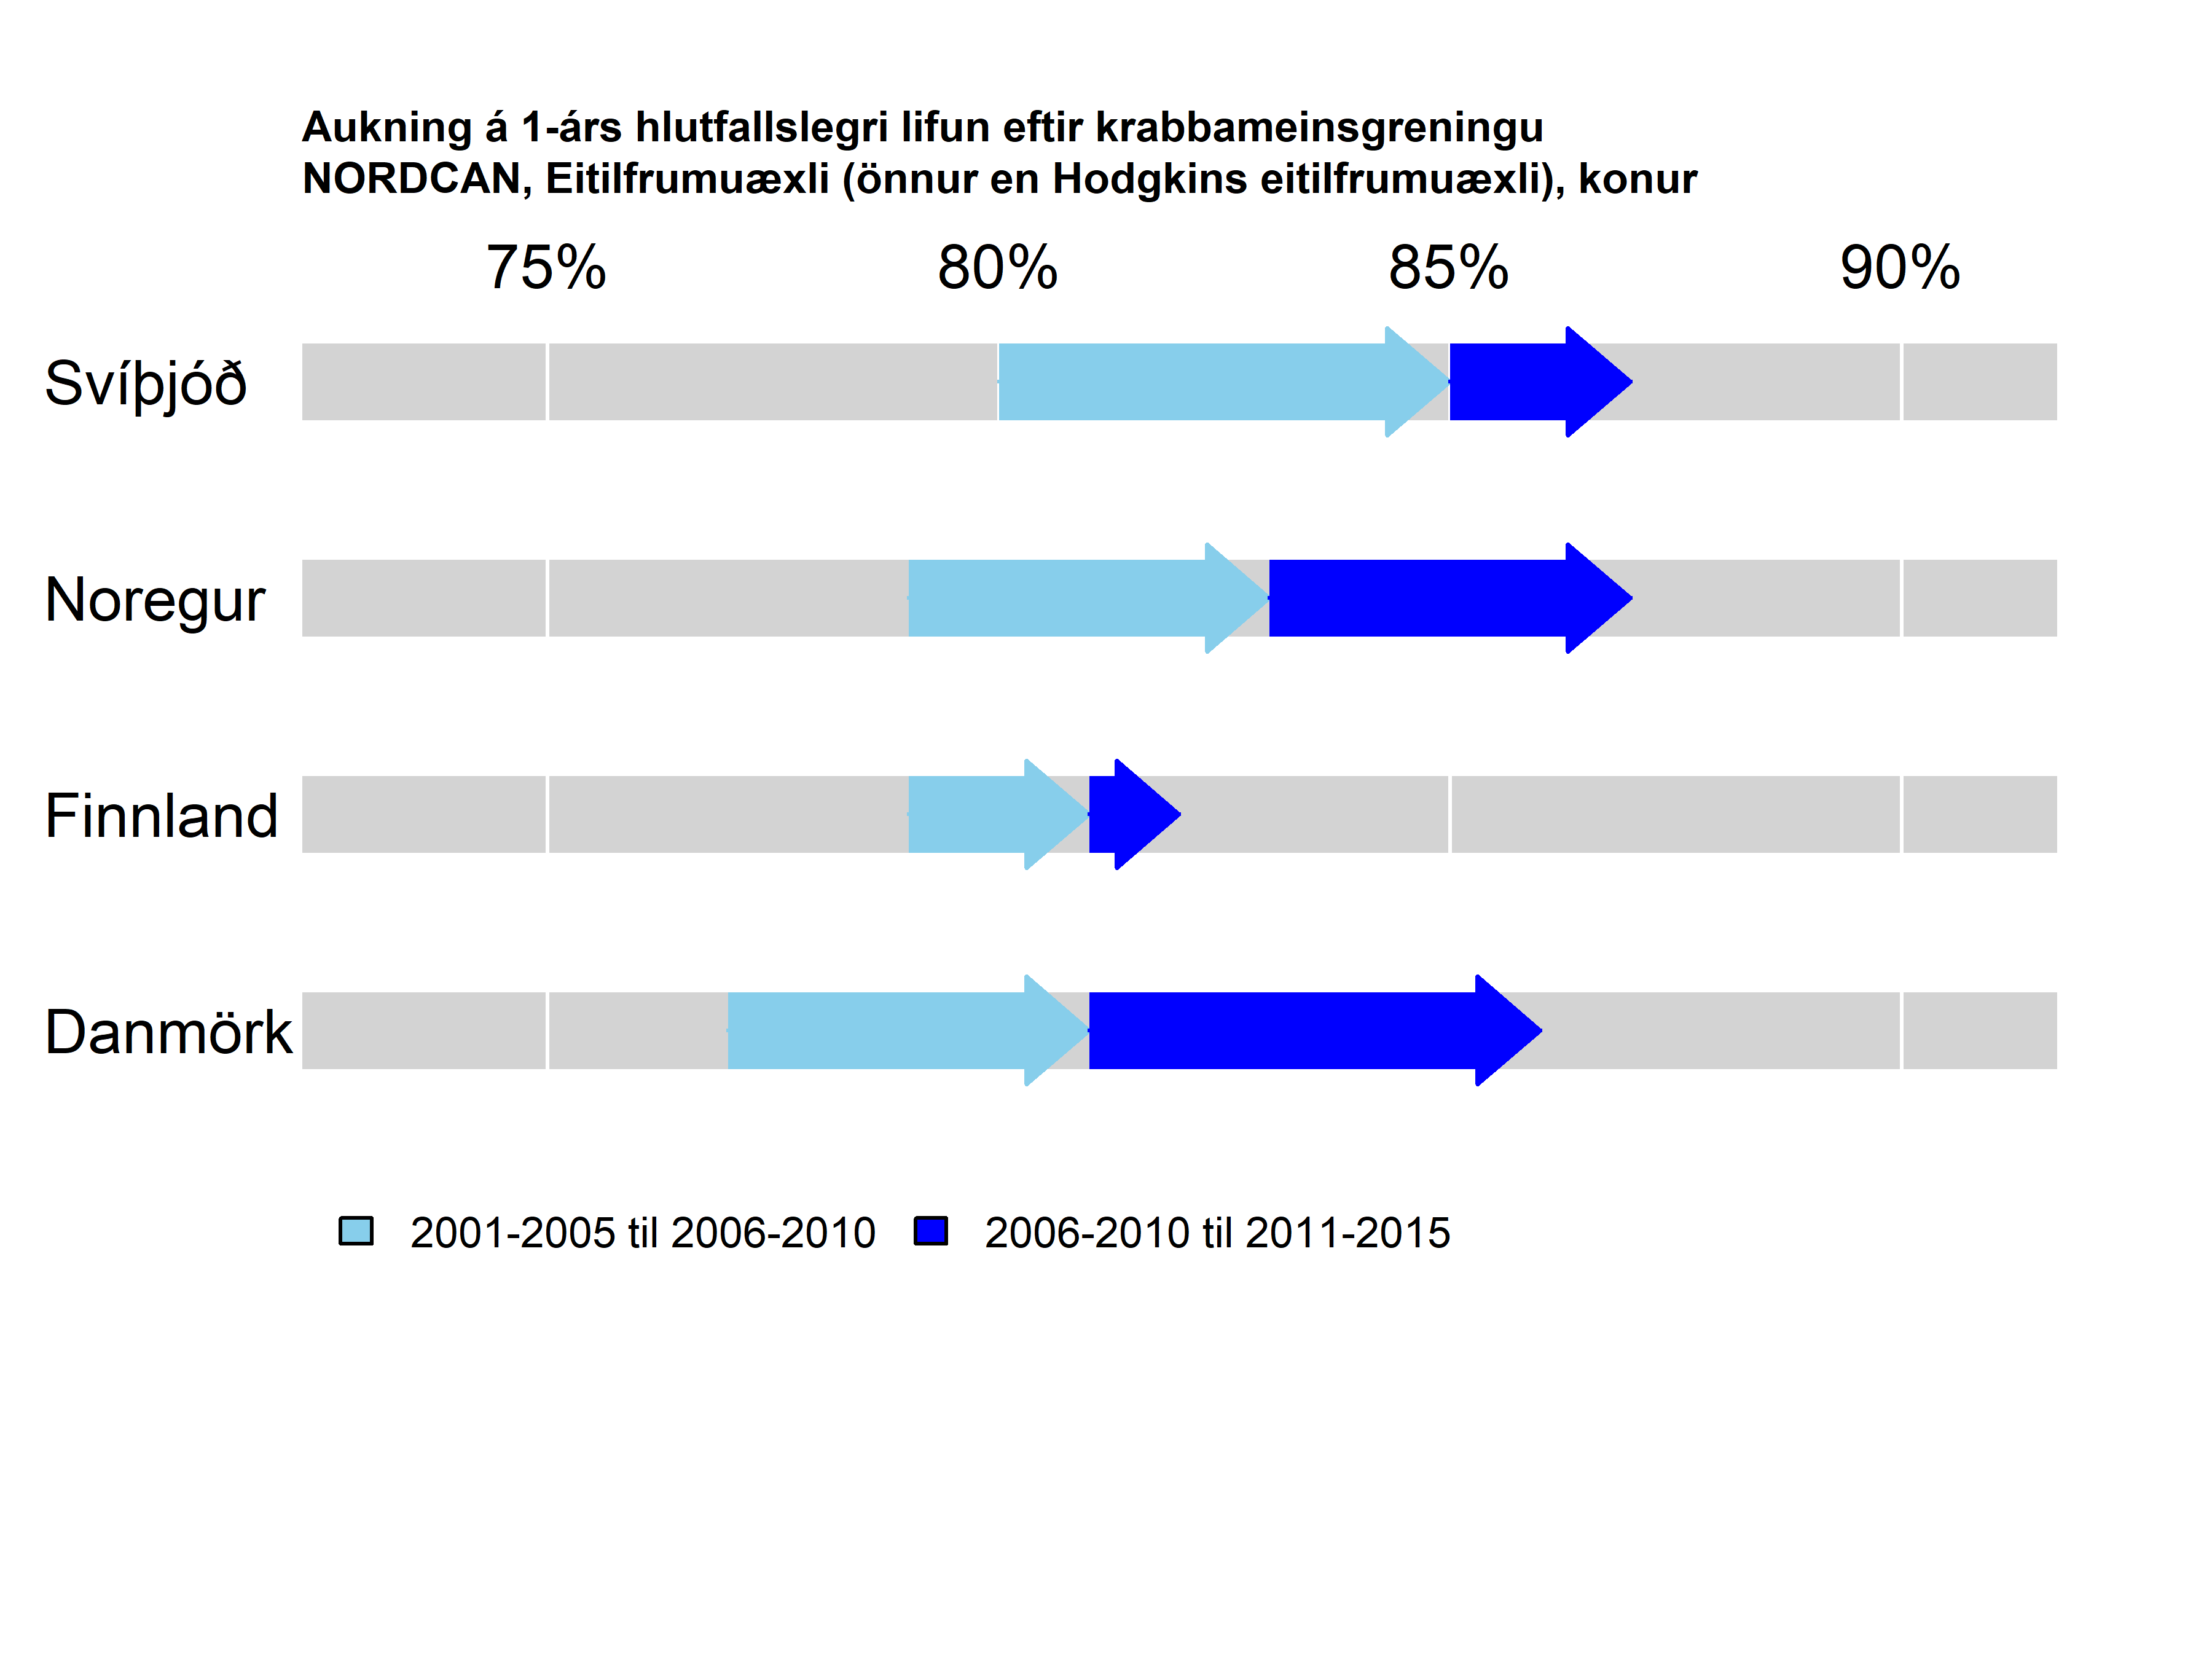 Aukning á 1-árs hlutfallslegri lifun eftir krabbameinsgreningu
NORDCAN, Eitilfrumuæxli (önnur en Hodgkins eitilfrumuæxli), konur
75% 80% 85% 90%
Svíþjóð
Noregur
Finnland
Danmörk
2001-2005 til 2006-2010 2006-2010 til 2011-2015